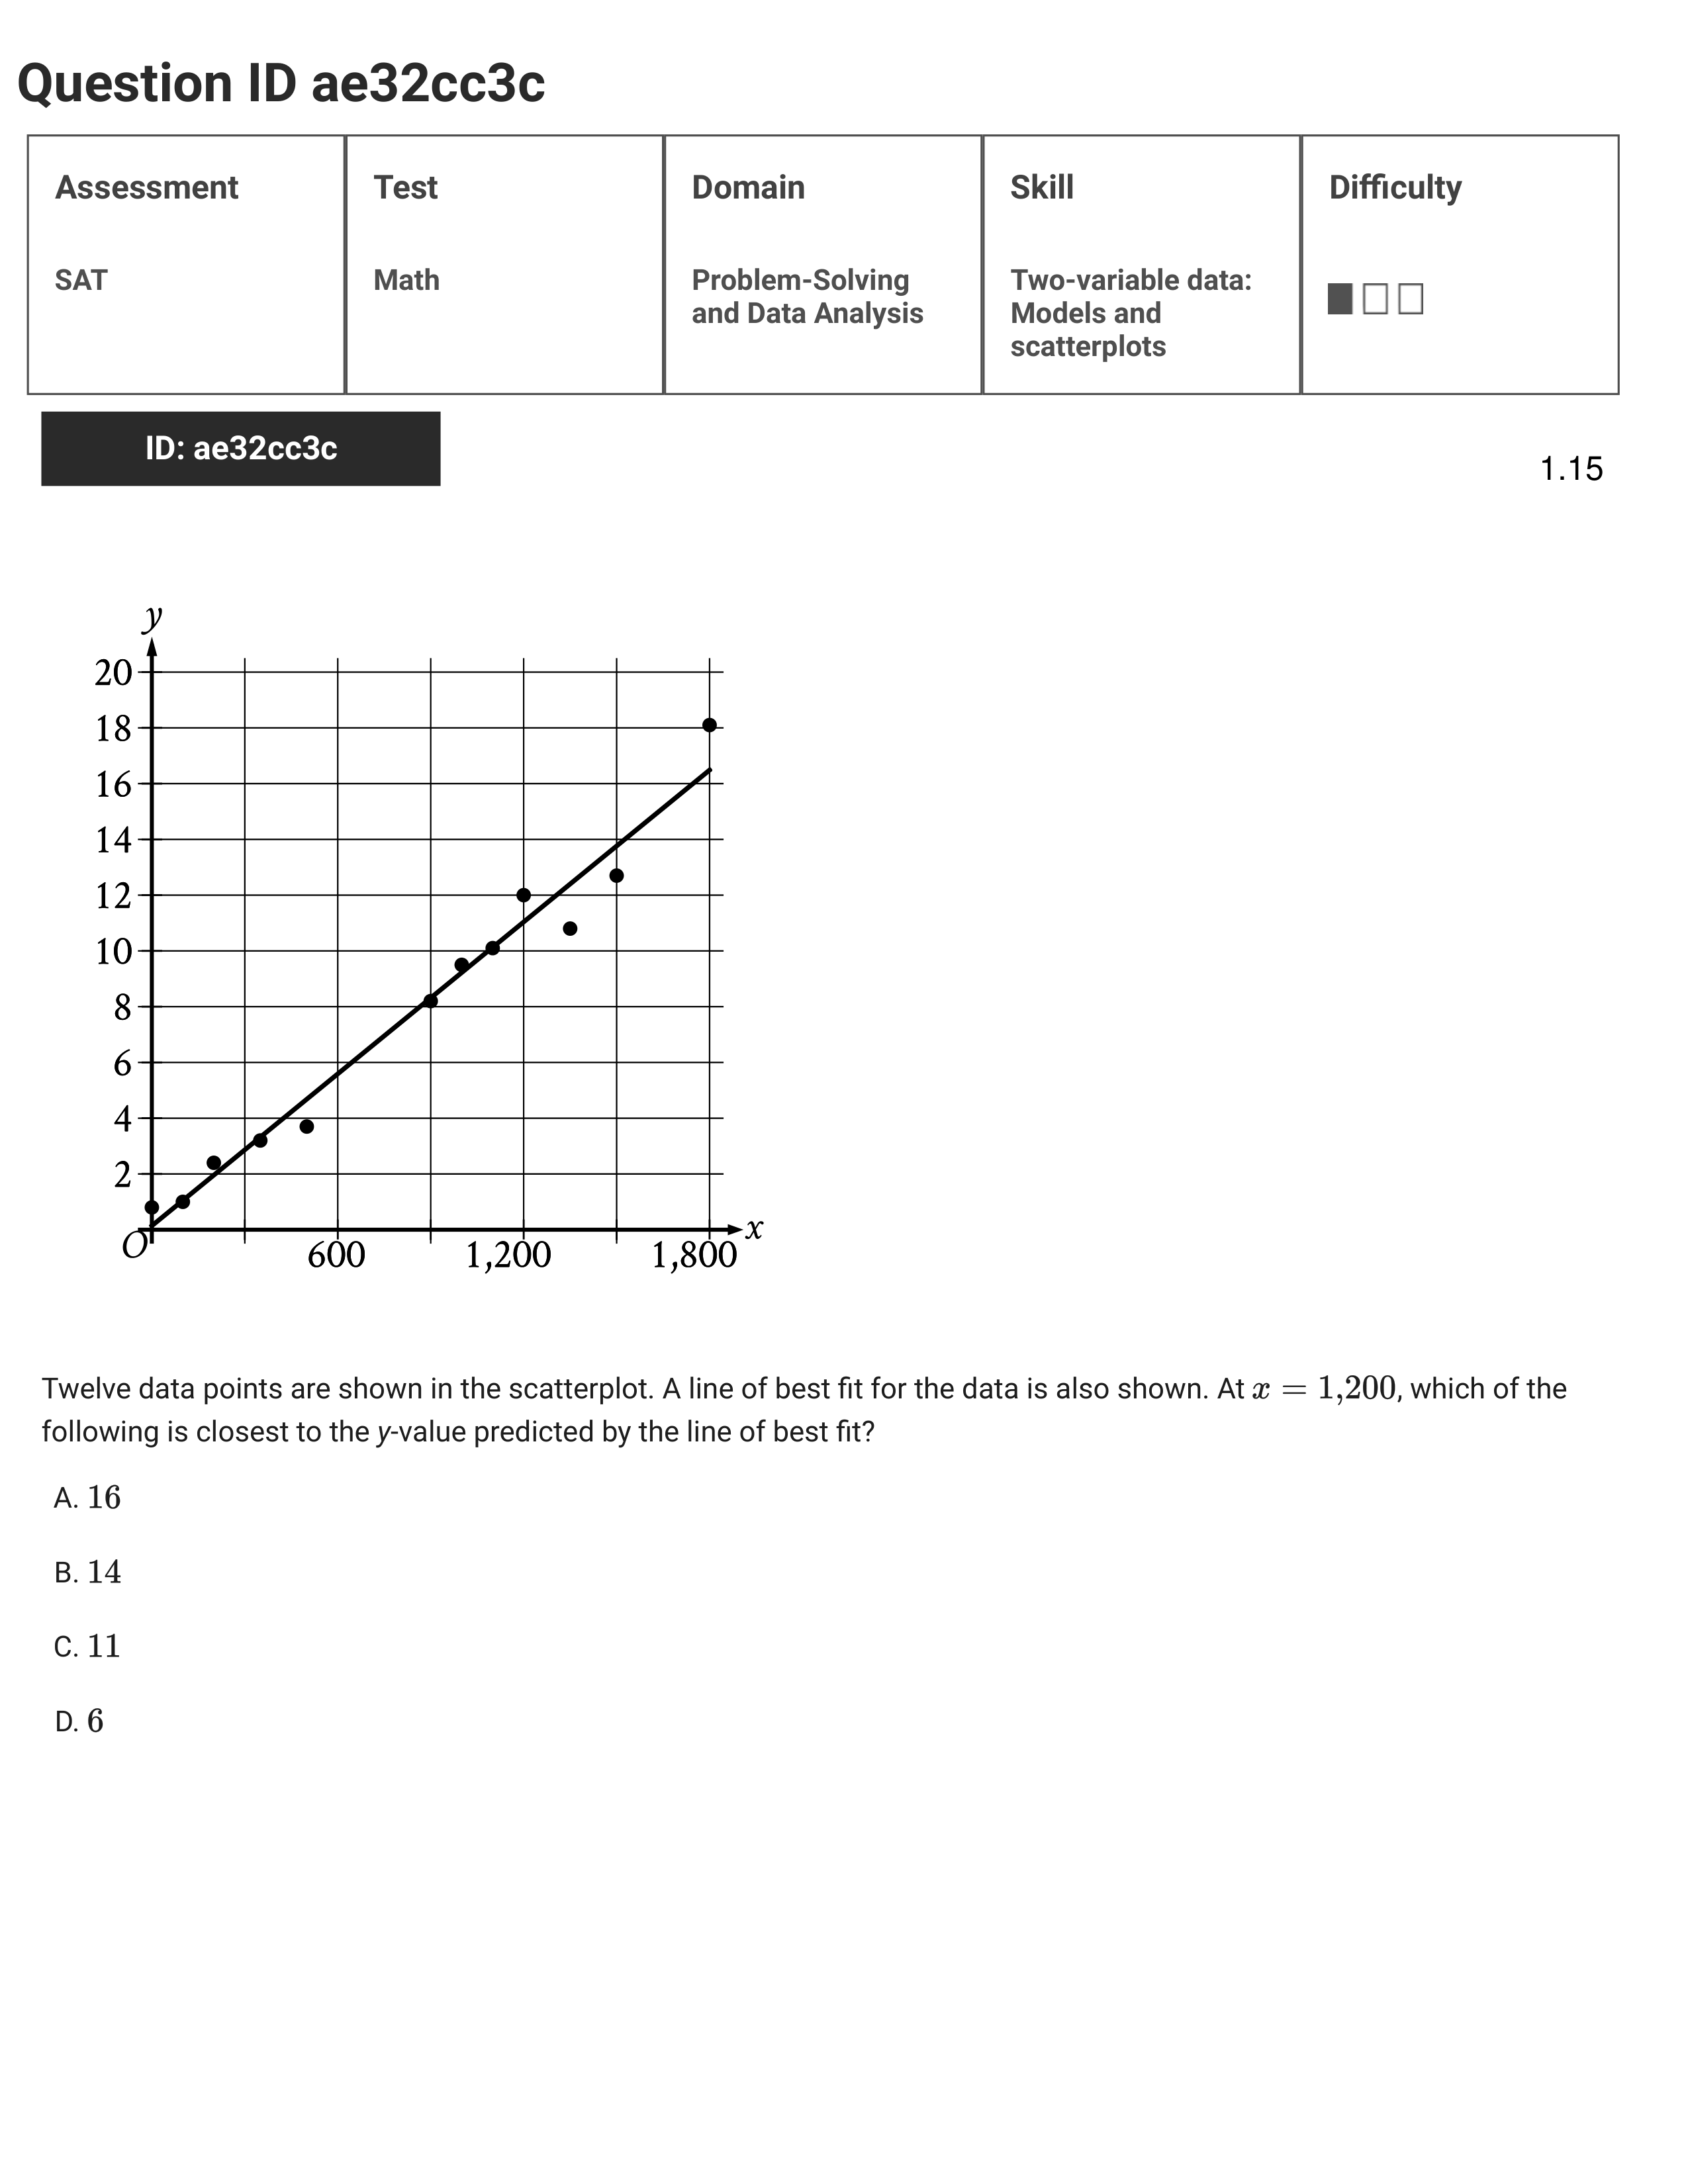 Question ID ae32cc3c
Assessment
Test
Domain
Skill
Difficulty
SAT
Math
Problem-Solving
and Data Analysis
Two-variable data:
Models and
scatterplots
ID: ae32cc3c
1.15
y
20
18
16
14
12
10
8
6
4
2
O
600
1,200
1,800
x
Twelve data points are shown in the scatterplot. A line of best fit for the data is also shown. At x = 1,200, which of the
following is closest to the y-value predicted by the line of best fit?
A. 16
B. 14
C. 11
D. 6